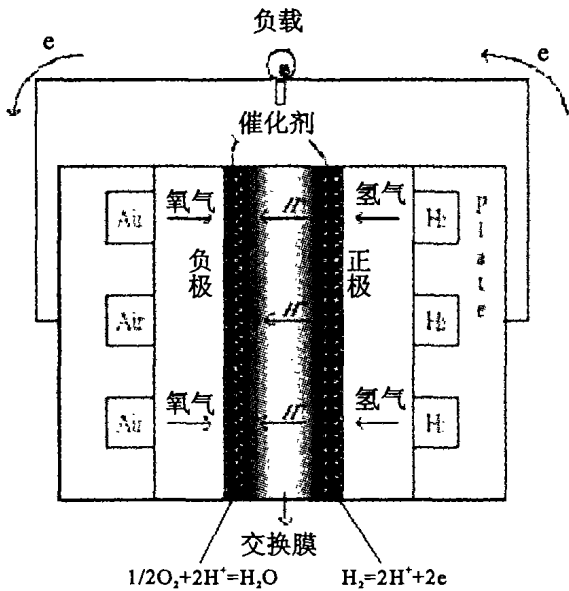 负载
e
e
催化剂
氧气
H⁺
氢气
Air
H₂
plate
负极
正极
Air
H⁺
H₂
氧气
H⁺
氢气
Air
H₂
交换膜
1/2O₂+2H⁺=H₂O
H₂=2H⁺+2e